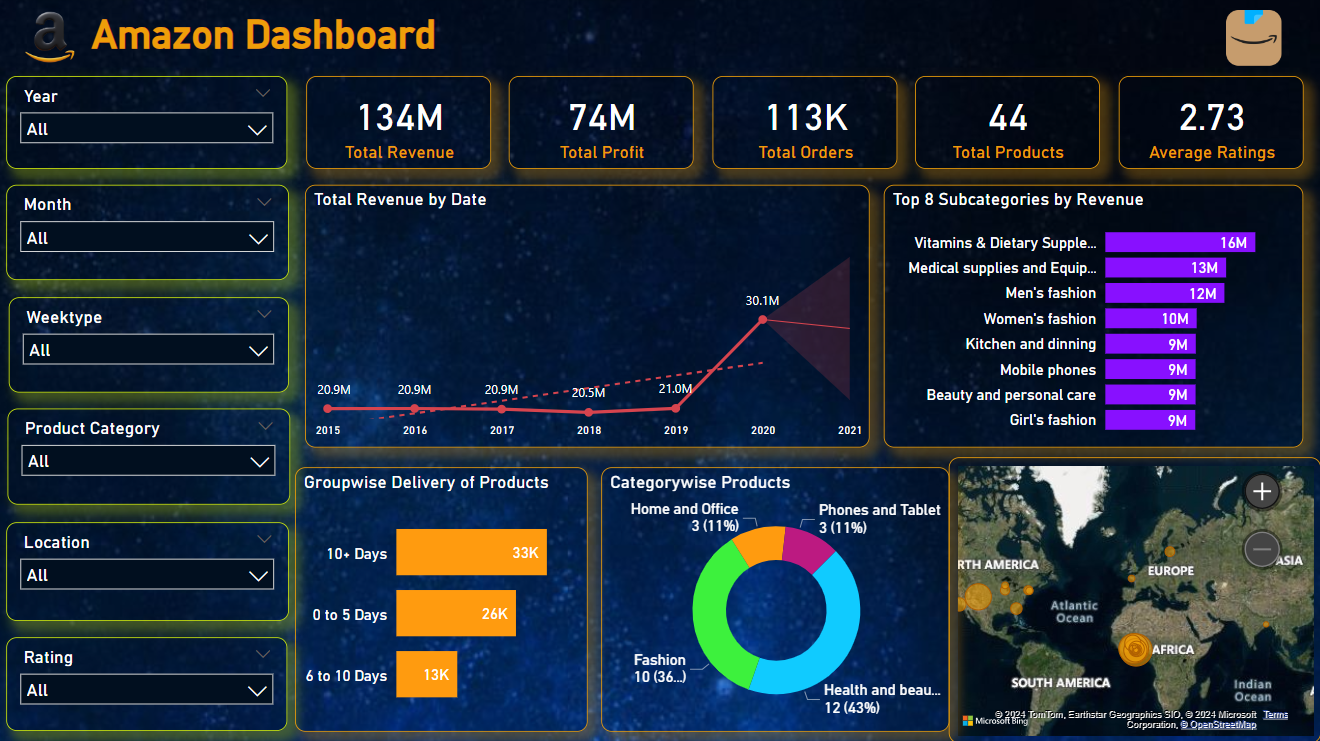 a
Amazon Dashboard
Year
All
Month
All
Weektype
All
Product Category
All
Location
All
Rating
All
134M
Total Revenue
74M
Total Profit
113K
Total Orders
44
Total Products
2.73
Average Ratings
Total Revenue by Date
20.9M
20.9M
20.9M
20.5M
21.0M
30.1M
2015
2016
2017
2018
2019
2020
2021
Top 8 Subcategories by Revenue
Vitamins & Dietary Supple... 16M
Medical supplies and Equip... 13M
Men's fashion 12M
Women's fashion 10M
Kitchen and dinning 9M
Mobile phones 9M
Beauty and personal care 9M
Girl's fashion 9M
Groupwise Delivery of Products
10+ Days 33K
0 to 5 Days 26K
6 to 10 Days 13K
Categorywise Products
Home and Office
3 (11%)
Phones and Tablet
3 (11%)
Fashion
10 (36...)
Health and beau...
12 (43%)
RTH AMERICA
EUROPE
ASIA
Atlantic
Ocean
AFRICA
SOUTH AMERICA
Indian
Ocean
Microsoft Bing
© 2024 TomTom, Earthstar Geographics SIO, © 2024 Microsoft
Corporation, © OpenStreetMap
Terms